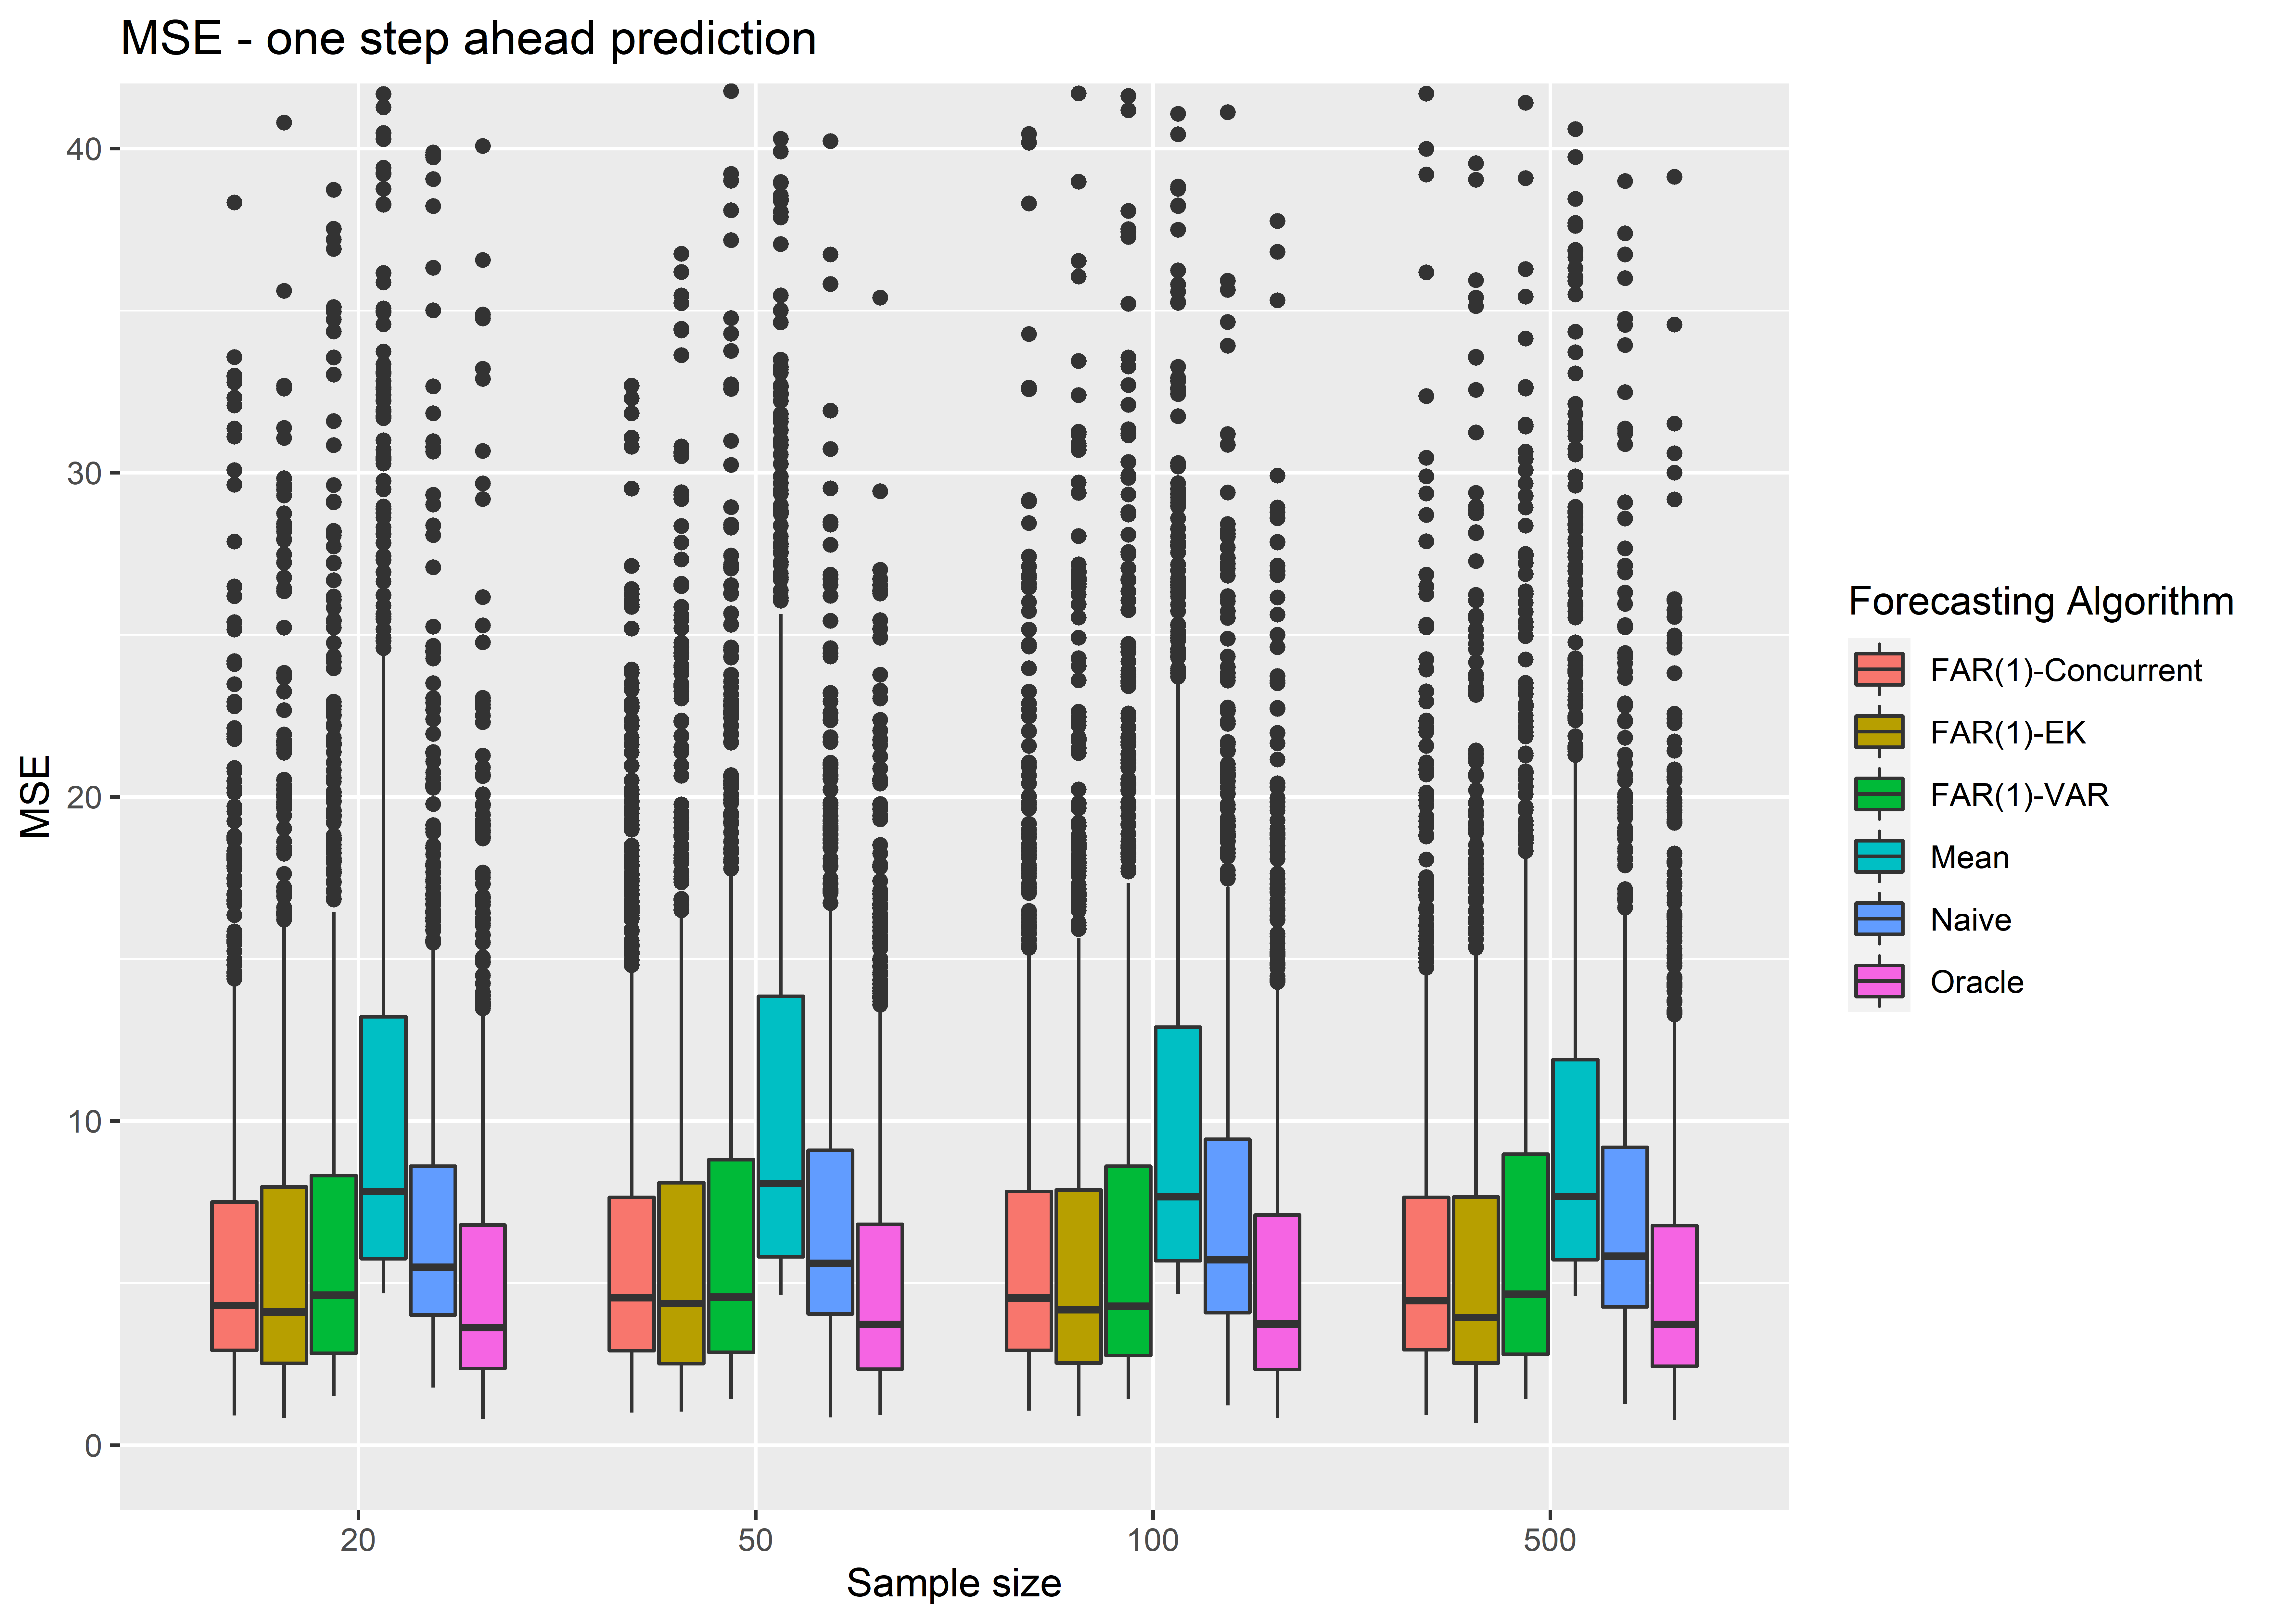 MSE - one step ahead prediction
MSE
40
30
20
10
0
20 50 100 500
Sample size
Forecasting Algorithm
FAR(1)-Concurrent
FAR(1)-EK
FAR(1)-VAR
Mean
Naive
Oracle